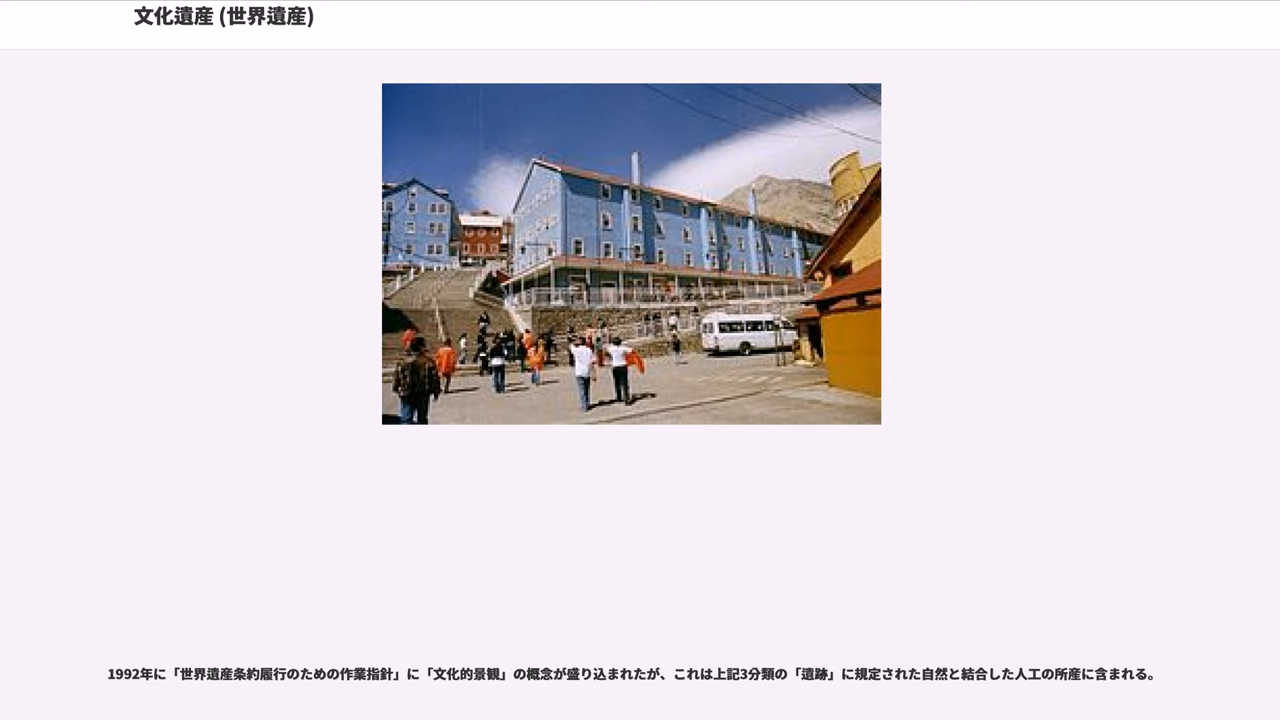 文化遺産 (世界遺産)
1992年に「世界遺産条約履行のための作業指針」に「文化的景観」の概念が盛り込まれたが、これは上記3分類の「遺跡」に規定された自然と結合した人工の所産に含まれる。